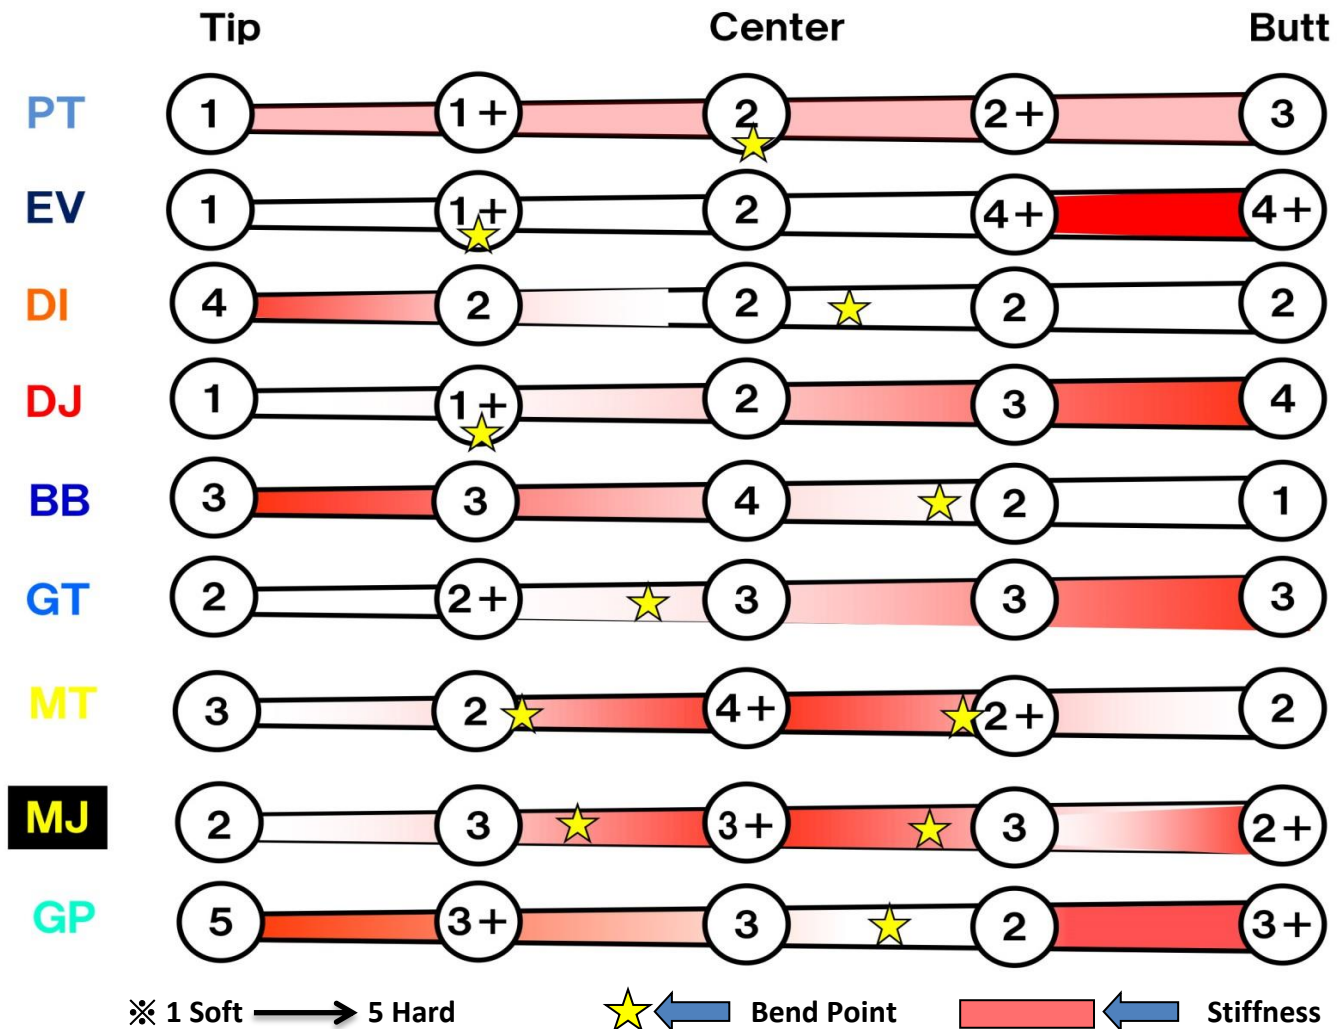 Tip Center Butt
PT 1 1+ 2 2+ 3
EV 1 1+ 2 4+ 4+
DI 4 2 2 2 2
DJ 1 1+ 2 3 4
BB 3 3 4 2 1
GT 2 2+ 3 3 3
MT 3 2 4+ 2+ 2
MJ 2 3 3+ 3 2+
GP 5 3+ 3 2 3+
※ 1 Soft → 5 Hard Bend Point Stiffness